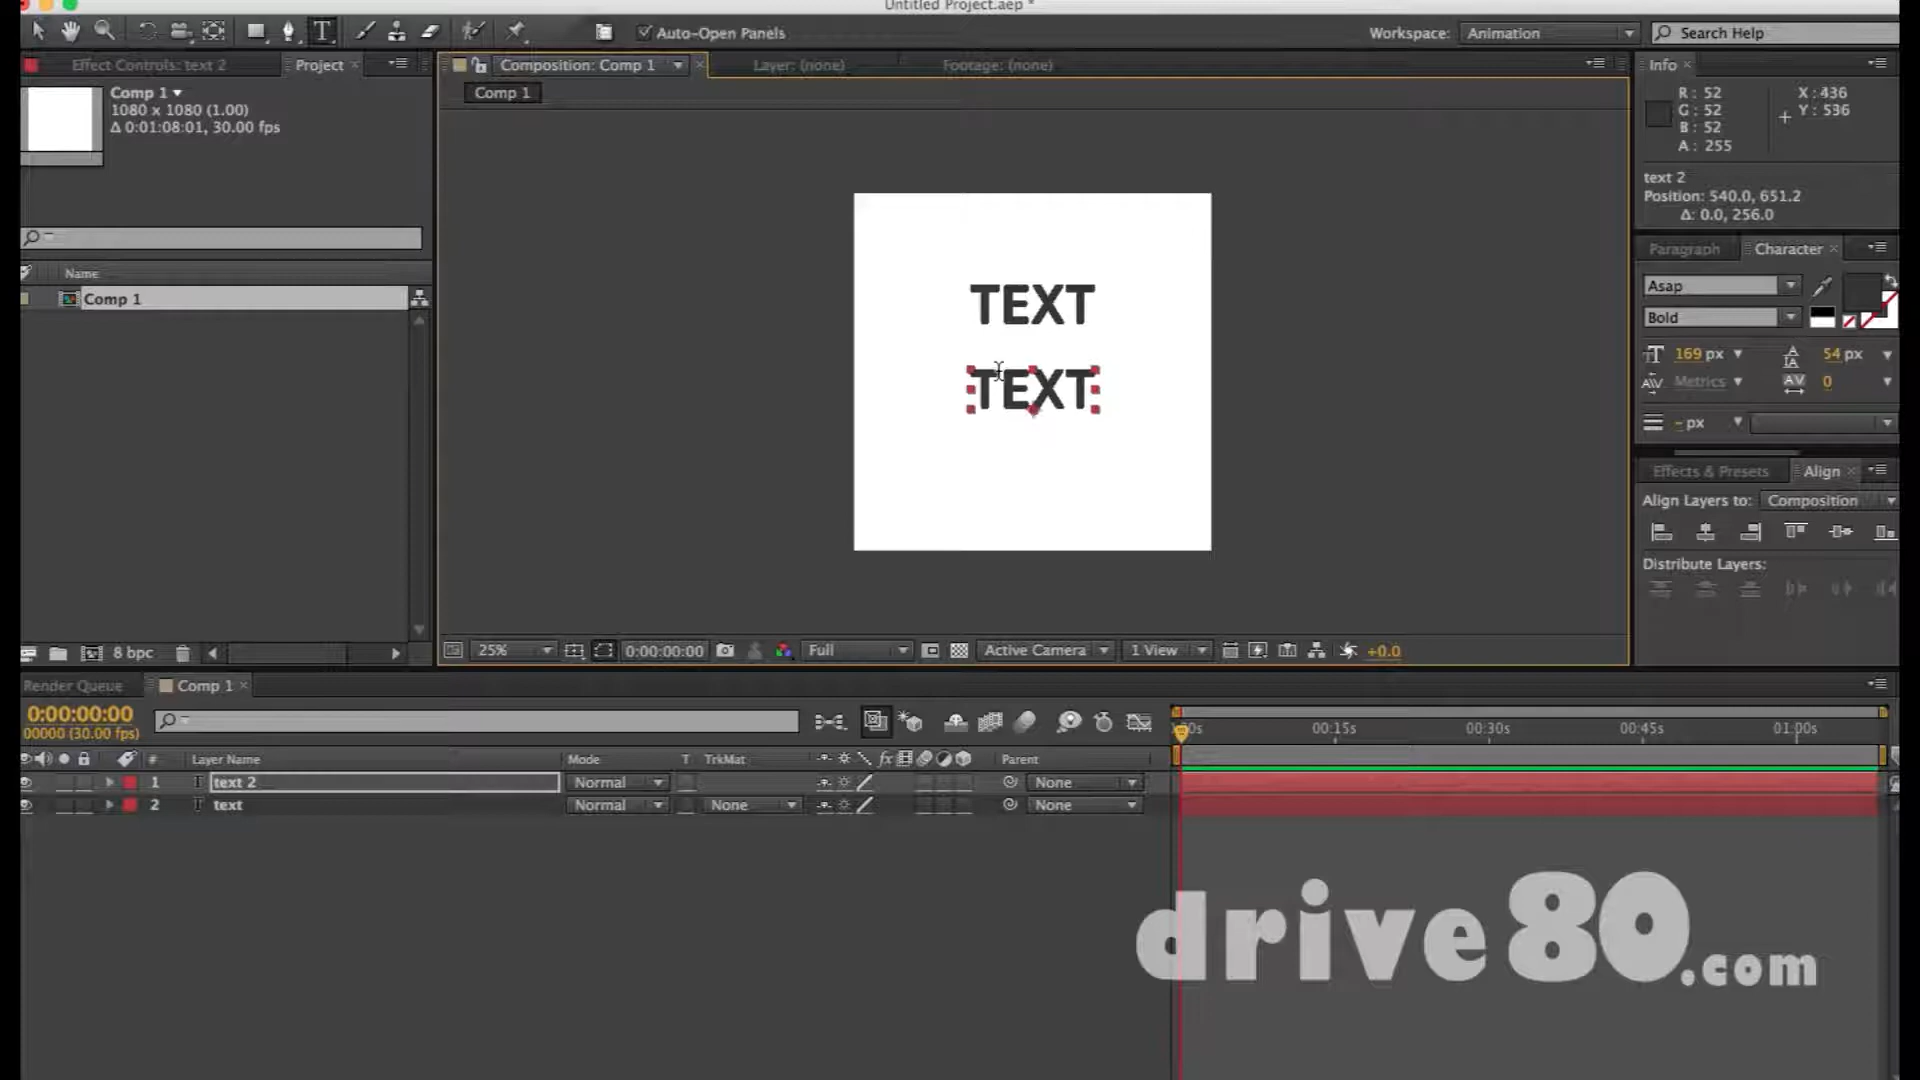 Untitled Project.aep *
Auto-Open Panels
Workspace: Animation
Search Help
Effect Controls: text 2
Project
Composition: Comp 1
Layer: (none)
Footage: (none)
Info
Comp 1
1080 x 1080 (1.00)
Δ 0:01:08:01, 30.00 fps
Comp 1
R: 52
G: 52
B: 52
A: 255
X: 436
Y: 536
text 2
Position: 540.0, 651.2
Δ: 0.0, 256.0
Paragraph
Character
Name
Comp 1
TEXT
TEXT
Asap
Bold
169 px
54 px
Metrics
0
- px
Effects & Presets
Align
Align Layers to: Composition
Distribute Layers:
8 bpc
25%
0:00:00:00
Full
Active Camera
1 View
+0.0
Render Queue
Comp 1
0:00:00:00
00000 (30.00 fps)
00:15s
00:30s
00:45s
01:00s
# Layer Name Mode T TrkMat fx Parent
1 T text 2 Normal None
2 T text Normal None None
drive80.com